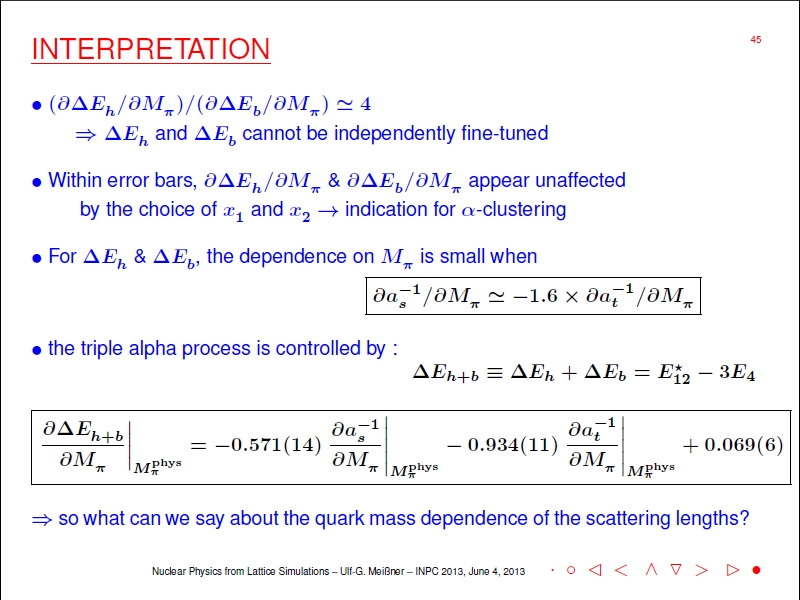 INTERPRETATION
45
• (∂ΔE_h/∂M_π)/(∂ΔE_b/∂M_π) ≃ 4
⇒ ΔE_h and ΔE_b cannot be independently fine-tuned
• Within error bars, ∂ΔE_h/∂M_π & ∂ΔE_b/∂M_π appear unaffected
by the choice of x_1 and x_2 → indication for α-clustering
• For ΔE_h & ΔE_b, the dependence on M_π is small when
∂a_s^{-1}/∂M_π ≃ −1.6 × ∂a_t^{-1}/∂M_π
• the triple alpha process is controlled by :
ΔE_{h+b} ≡ ΔE_h + ΔE_b = E_{12}^⋆ − 3E_4
∂ΔE_{h+b}/∂M_π |_{M_π^{phys}} = −0.571(14) ∂a_s^{-1}/∂M_π |_{M_π^{phys}} − 0.934(11) ∂a_t^{-1}/∂M_π |_{M_π^{phys}} + 0.069(6)
⇒ so what can we say about the quark mass dependence of the scattering lengths?
Nuclear Physics from Lattice Simulations – Ulf-G. Meißner – INPC 2013, June 4, 2013 · ○ ◁ < ∧ ▽ > ▷ •